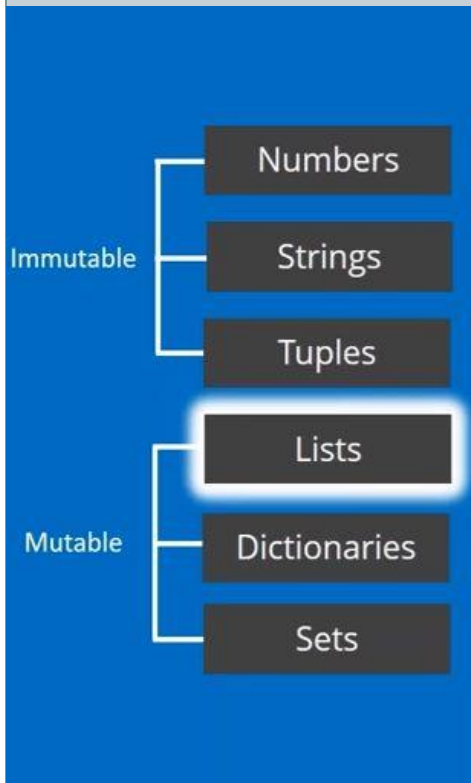 Immutable
Numbers
Strings
Tuples
Mutable
Lists
Dictionaries
Sets